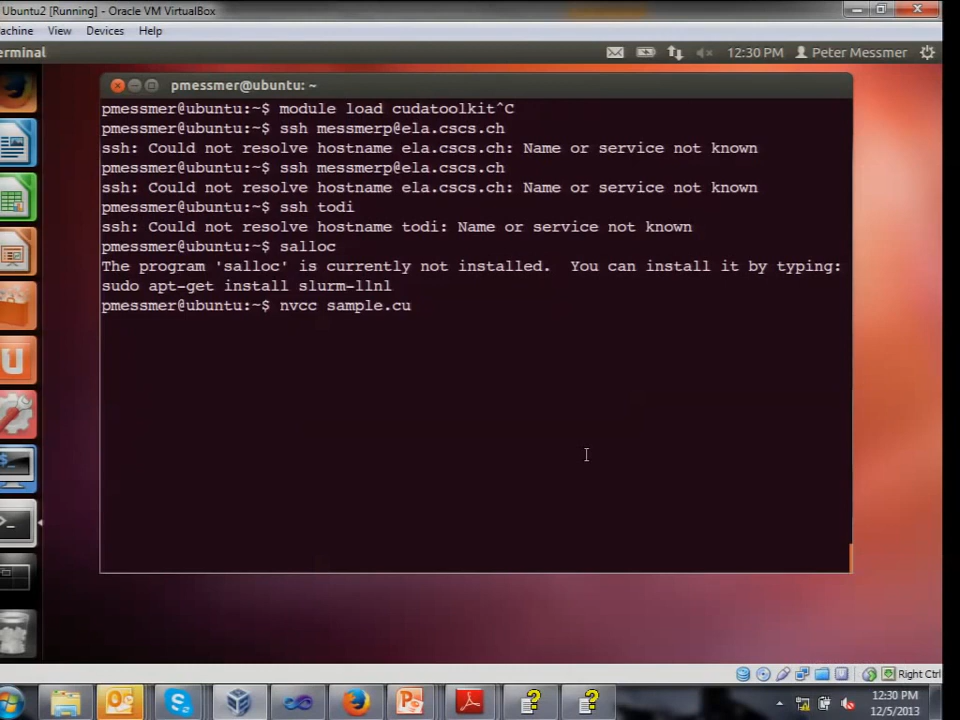 Ubuntu2 [Running] - Oracle VM VirtualBox
achine View Devices Help
erminal 12:30 PM Peter Messmer
pmessmer@ubuntu: ~
pmessmer@ubuntu:~$ module load cudatoolkit^C
pmessmer@ubuntu:~$ ssh messmerp@ela.cscs.ch
ssh: Could not resolve hostname ela.cscs.ch: Name or service not known
pmessmer@ubuntu:~$ ssh messmerp@ela.cscs.ch
ssh: Could not resolve hostname ela.cscs.ch: Name or service not known
pmessmer@ubuntu:~$ ssh todi
ssh: Could not resolve hostname todi: Name or service not known
pmessmer@ubuntu:~$ salloc
The program 'salloc' is currently not installed.  You can install it by typing:
sudo apt-get install slurm-llnl
pmessmer@ubuntu:~$ nvcc sample.cu
Right Ctrl
12:30 PM
12/5/2013